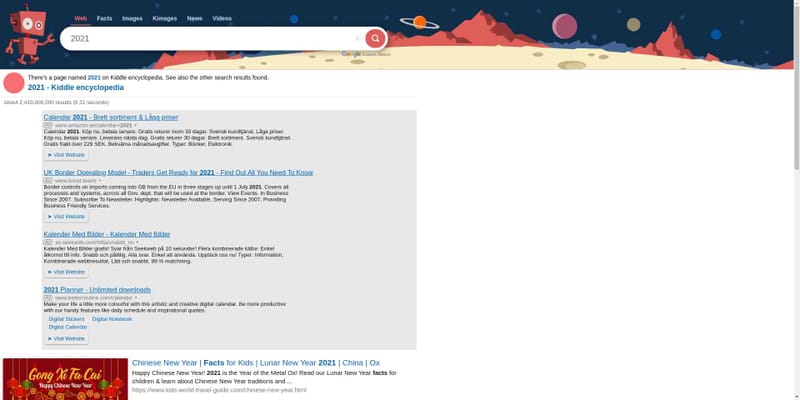 Web Facts Images Kimages News Videos
2021
Google Custom Search
There's a page named 2021 on Kiddle encyclopedia. See also the other search results found.
2021 - Kiddle encyclopedia
About 2,410,000,000 results (0.31 seconds)
Calendar 2021 - Brett sortiment & Låga priser
Ad www.amazon.se/calendar+2021
Calendar 2021: Köp nu, betala senare. Gratis returer inom 30 dagar. Svensk kundtjänst. Låga priser.
Köp nu, betala senare. Leverans nästa dag. Gratis returer 30 dagar. Brett sortiment. Svensk kundtjänst.
Gratis frakt över 229 SEK. Bekväma månadsavgifter. Typer: Böcker, Elektronik.
➤ Visit Website
UK Border Operating Model - Traders Get Ready for 2021 - Find Out All You Need To Know
Ad
Border controls on imports coming into GB from the EU in three stages up until 1 July 2021. Covers all
processes and systems, across all Gov. dept. that will be used at the border. View Events. In Business
Since 2007. Subscribe To Newsletter. Highlights: Newsletter Available, Serving Since 2007, Providing
Business Friendly Services.
➤ Visit Website
Kalender Med Bilder - Kalender Med Bilder
Ad
Kalender Med Bilder gratis! Svar från Seekweb på 10 sekunder! Flera kombinerade källor. Enkel
åtkomst till info. Snabb och pålitlig. Alla svar. Enkel att använda. Upptäck oss nu! Typer: Information,
Kombinerade webbresultat, Lätt och snabbt, 99 % matchning.
➤ Visit Website
2021 Planner - Unlimited downloads
Ad www.betterroutine.com/calendar
Make your life a little more colourful with this artistic and creative digital calendar. Be more productive
with our handy features like daily schedule and inspirational quotes.
Digital Stickers Digital Notebook
Digital Calendar
➤ Visit Website
Gong Xi Fa Cai
Happy Chinese New Year
Chinese New Year | Facts for Kids | Lunar New Year 2021 | China | Ox
Happy Chinese New Year! 2021 is the Year of the Metal Ox! Read our Lunar New Year facts for
children & learn about Chinese New Year traditions and ...
https://www.kids-world-travel-guide.com/chinese-new-year.html